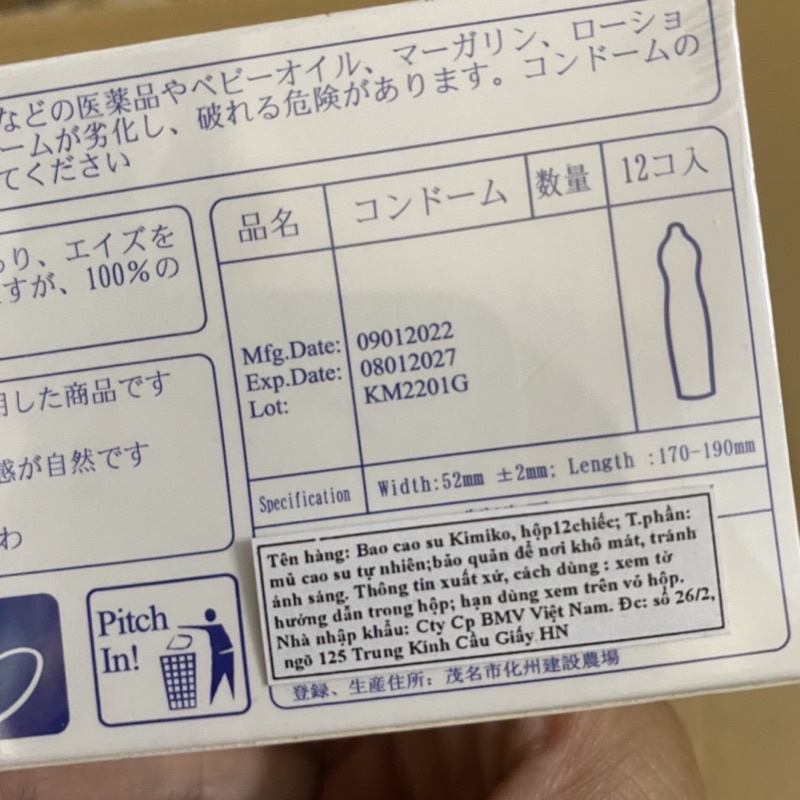 などの医薬品やベビーオイル、マーガリン、ローショ
ームが劣化し、破れる危険があります。コンドームの
てください
り、エイズを
すが、100%の
用した商品です
感が自然です
わ
品名 コンドーム 数量 12コ入
Mfg.Date: 09012022
Exp.Date: 08012027
Lot: KM2201G
Specification Width:52mm ±2mm; Length :170-190mm
Tên hàng: Bao cao su Kimiko, hộp12chiếc; T.phần:
mủ cao su tự nhiên;bảo quản để nơi khô mát, tránh
ánh sáng. Thông tin xuất xứ, cách dùng : xem tờ
hướng dẫn trong hộp; hạn dùng xem trên vỏ hộp.
Nhà nhập khẩu: Cty Cp BMV Việt Nam. Đc: số 26/2,
ngõ 125 Trung Kính Cầu Giấy HN
Pitch
In!
登録、生産住所: 茂名市化州建設農場